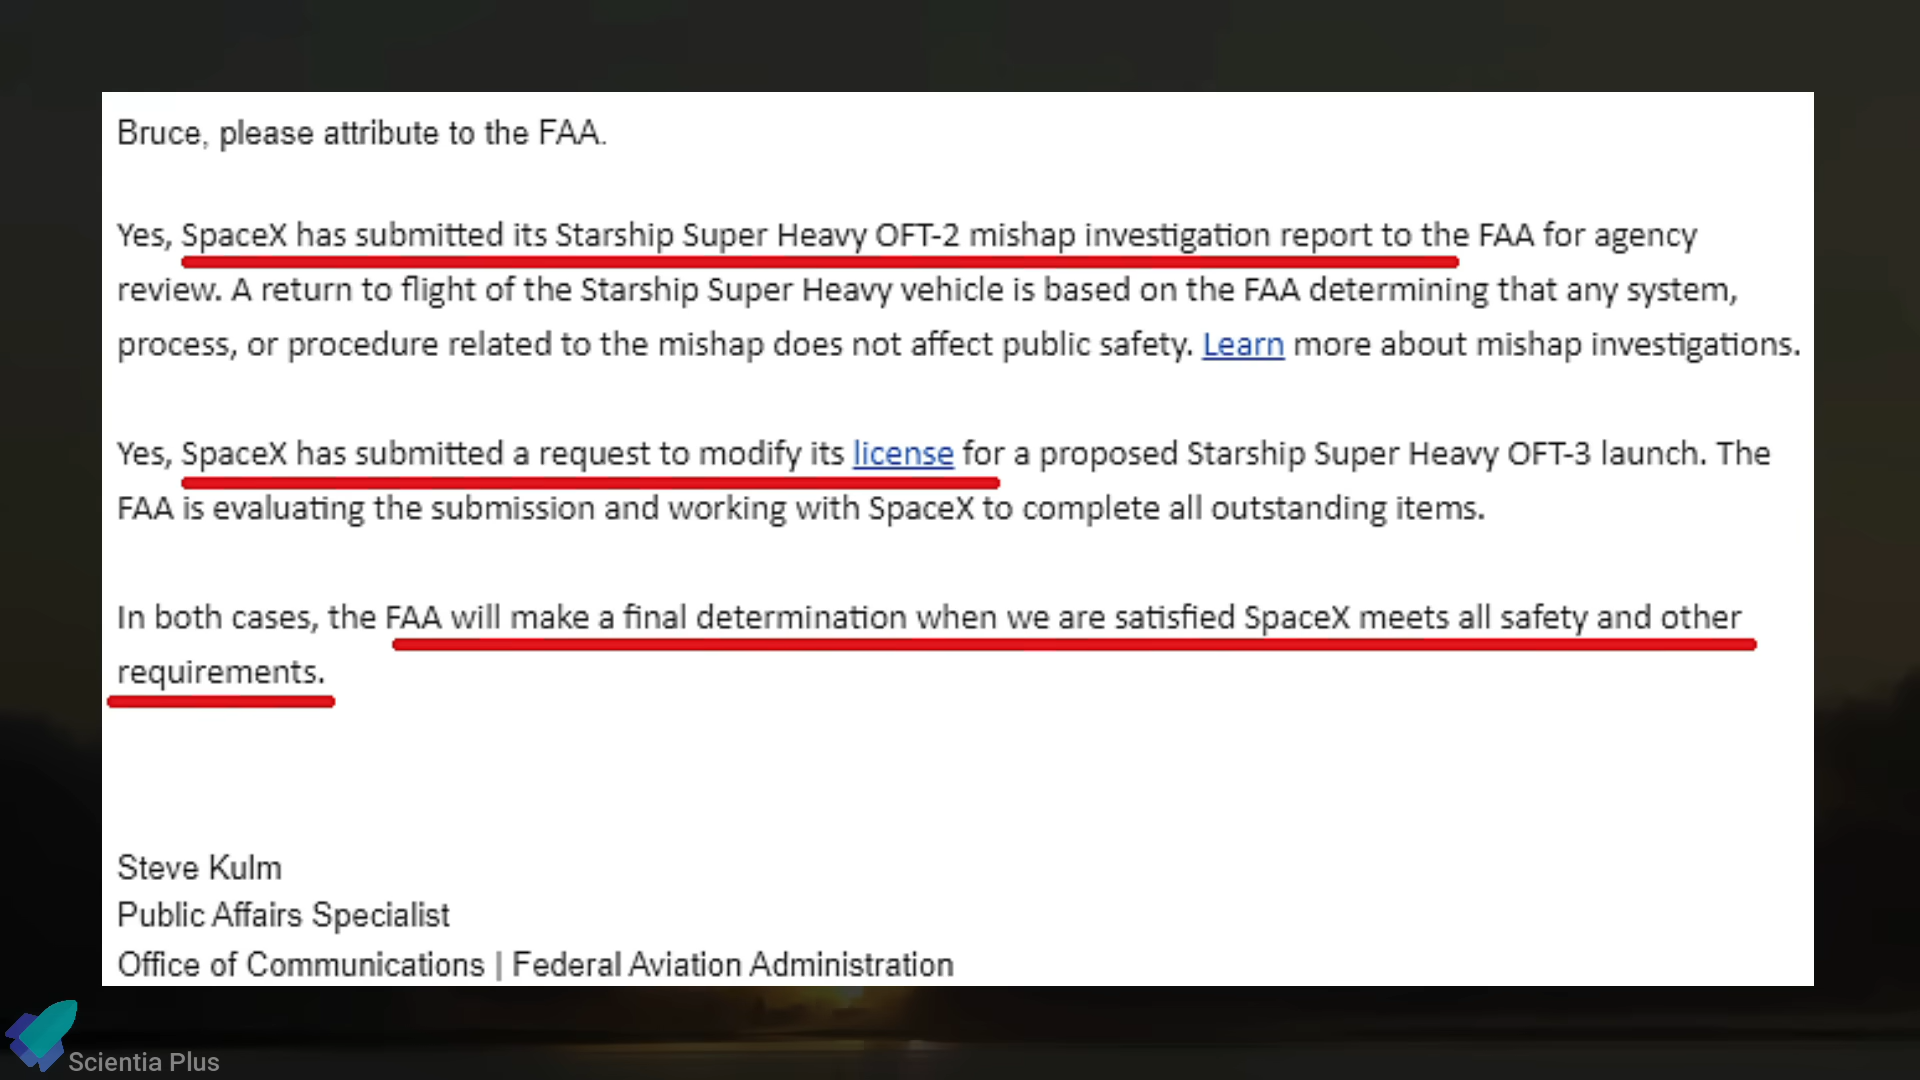 Bruce, please attribute to the FAA.
Yes, SpaceX has submitted its Starship Super Heavy OFT-2 mishap investigation report to the FAA for agency
review. A return to flight of the Starship Super Heavy vehicle is based on the FAA determining that any system,
process, or procedure related to the mishap does not affect public safety. Learn more about mishap investigations.
Yes, SpaceX has submitted a request to modify its license for a proposed Starship Super Heavy OFT-3 launch. The
FAA is evaluating the submission and working with SpaceX to complete all outstanding items.
In both cases, the FAA will make a final determination when we are satisfied SpaceX meets all safety and other
requirements.
Steve Kulm
Public Affairs Specialist
Office of Communications | Federal Aviation Administration
Scientia Plus